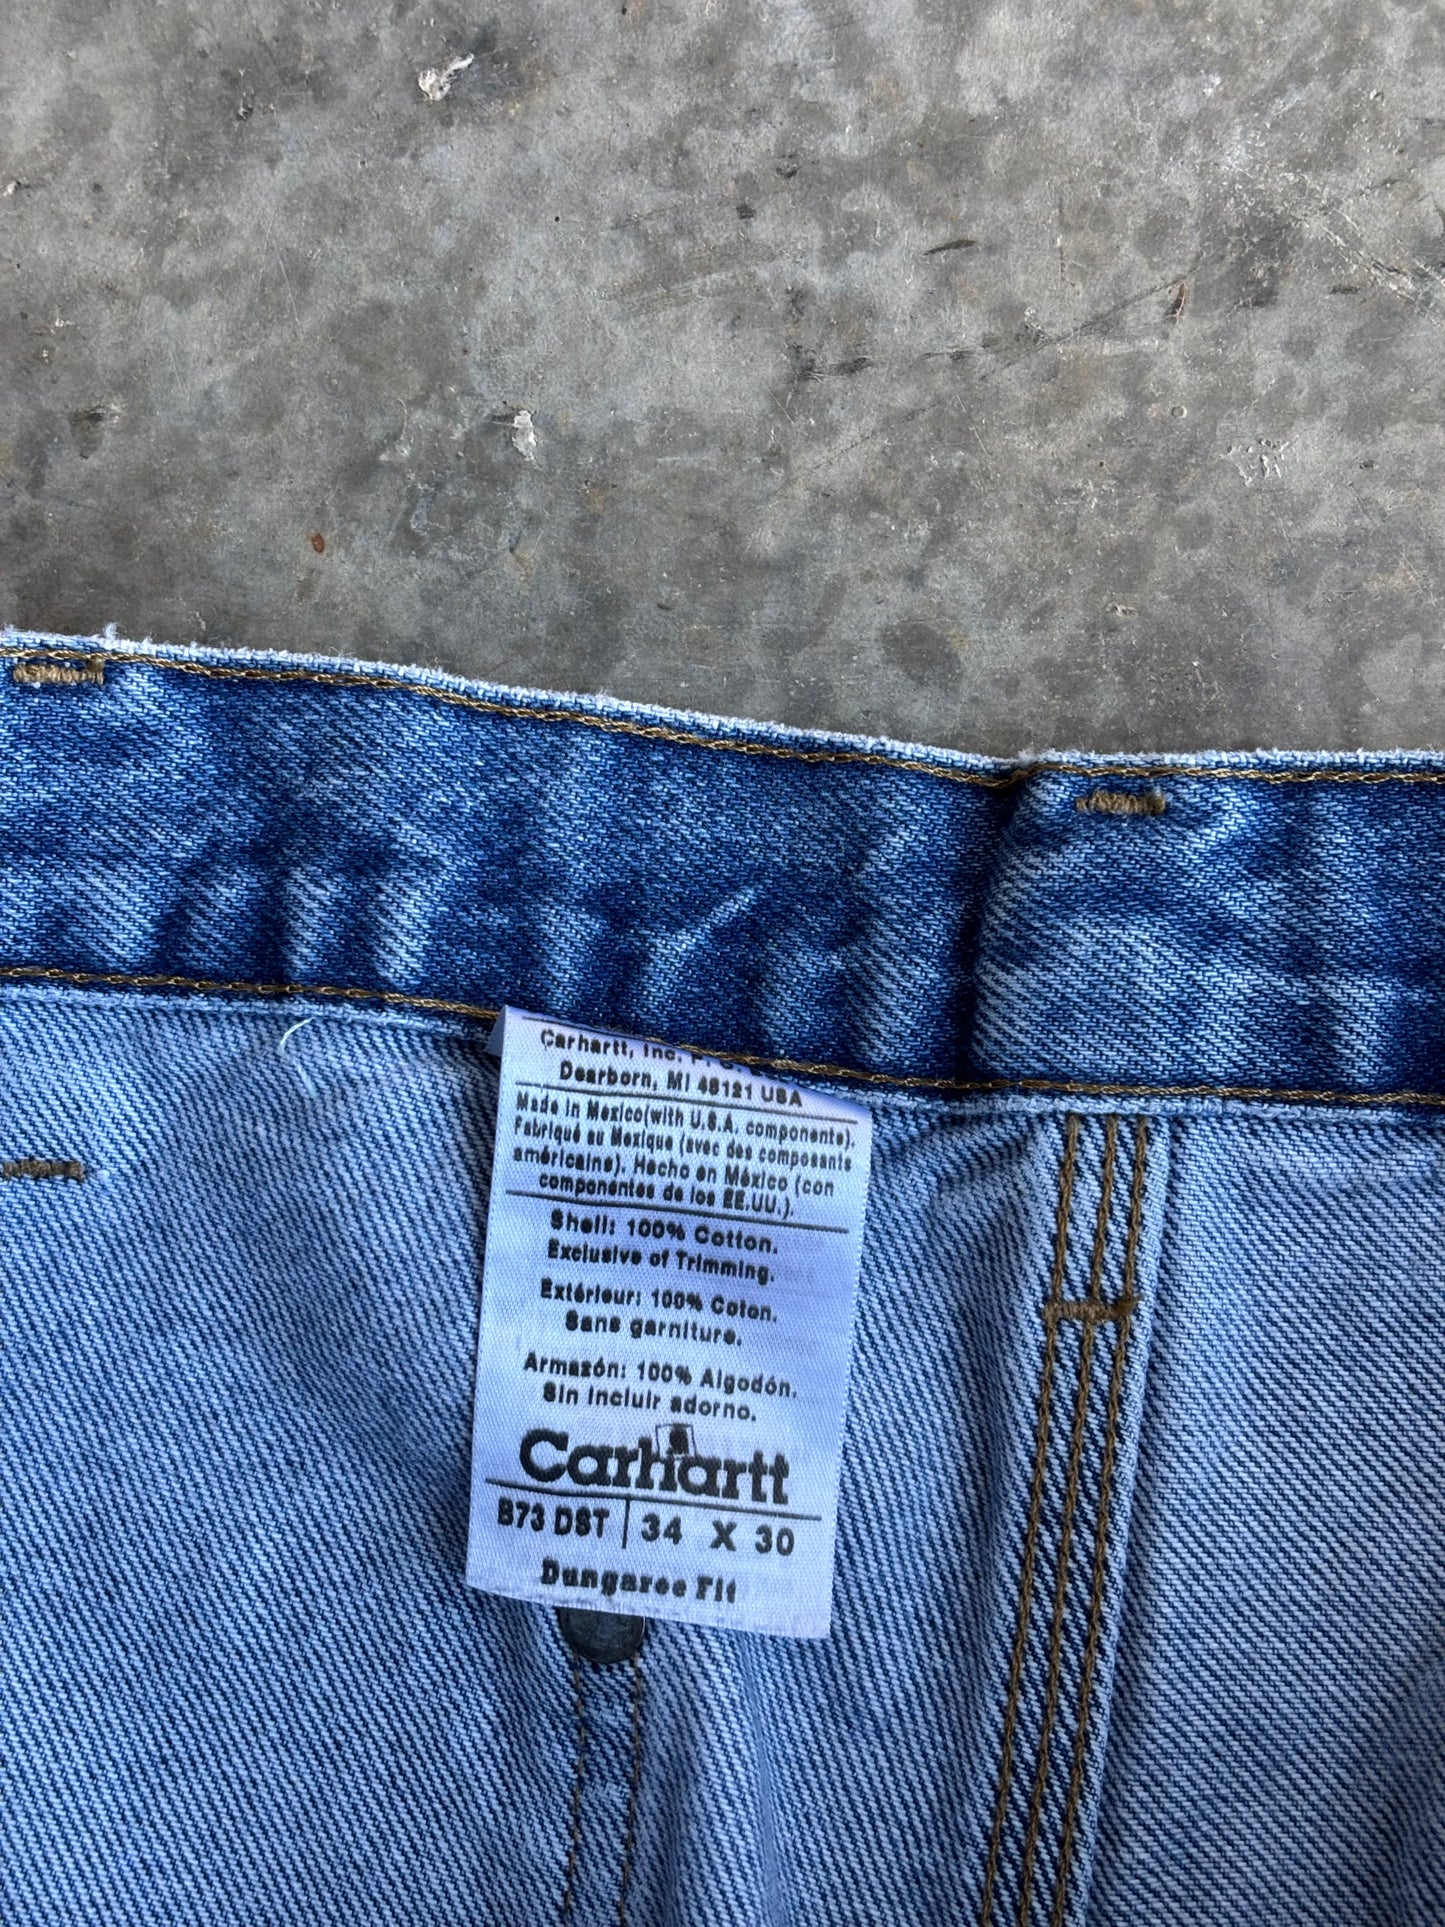 Carhartt, Inc.
Dearborn, MI 48121 USA
Made in Mexico(with U.S.A. components).
Fabriqué au Mexique (avec des composants
américains). Hecho en México (con
componentes de los EE.UU.).
Shell: 100% Cotton.
Exclusive of Trimming.
Extérieur: 100% Coton.
Sans garniture.
Armazón: 100% Algodón.
Sin incluir adorno.
Carhartt
B73 DST 34 X 30
Dungaree Fit